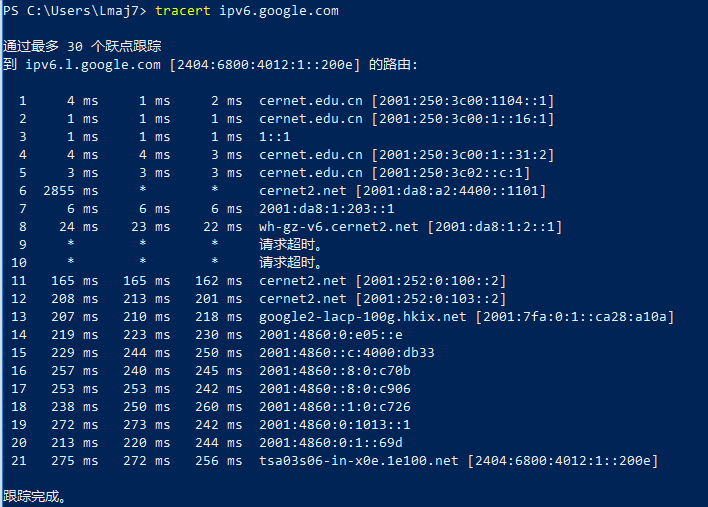 PS C:\Users\Lmaj7> tracert ipv6.google.com
通过最多 30 个跃点跟踪
到 ipv6.l.google.com [2404:6800:4012:1::200e] 的路由:
1 4 ms 1 ms 2 ms cernet.edu.cn [2001:250:3c00:1104::1]
2 1 ms 1 ms 1 ms cernet.edu.cn [2001:250:3c00:1::16:1]
3 1 ms 1 ms 1 ms 1::1
4 4 ms 4 ms 3 ms cernet.edu.cn [2001:250:3c00:1::31:2]
5 3 ms 3 ms 3 ms cernet.edu.cn [2001:250:3c02::c:1]
6 2855 ms * * cernet2.net [2001:da8:a2:4400::1101]
7 6 ms 6 ms 6 ms 2001:da8:1:203::1
8 24 ms 23 ms 22 ms wh-gz-v6.cernet2.net [2001:da8:1:2::1]
9 * * * 请求超时。
10 * * * 请求超时。
11 165 ms 165 ms 162 ms cernet2.net [2001:252:0:100::2]
12 208 ms 213 ms 201 ms cernet2.net [2001:252:0:103::2]
13 207 ms 210 ms 218 ms google2-lacp-100g.hkix.net [2001:7fa:0:1::ca28:a10a]
14 219 ms 223 ms 230 ms 2001:4860:0:e05::e
15 229 ms 244 ms 250 ms 2001:4860::c:4000:db33
16 257 ms 240 ms 245 ms 2001:4860::8:0:c70b
17 253 ms 253 ms 242 ms 2001:4860::8:0:c906
18 238 ms 250 ms 260 ms 2001:4860::1:0:c726
19 272 ms 273 ms 242 ms 2001:4860:0:1013::1
20 213 ms 220 ms 244 ms 2001:4860:0:1::69d
21 275 ms 272 ms 256 ms tsa03s06-in-x0e.1e100.net [2404:6800:4012:1::200e]
跟踪完成。